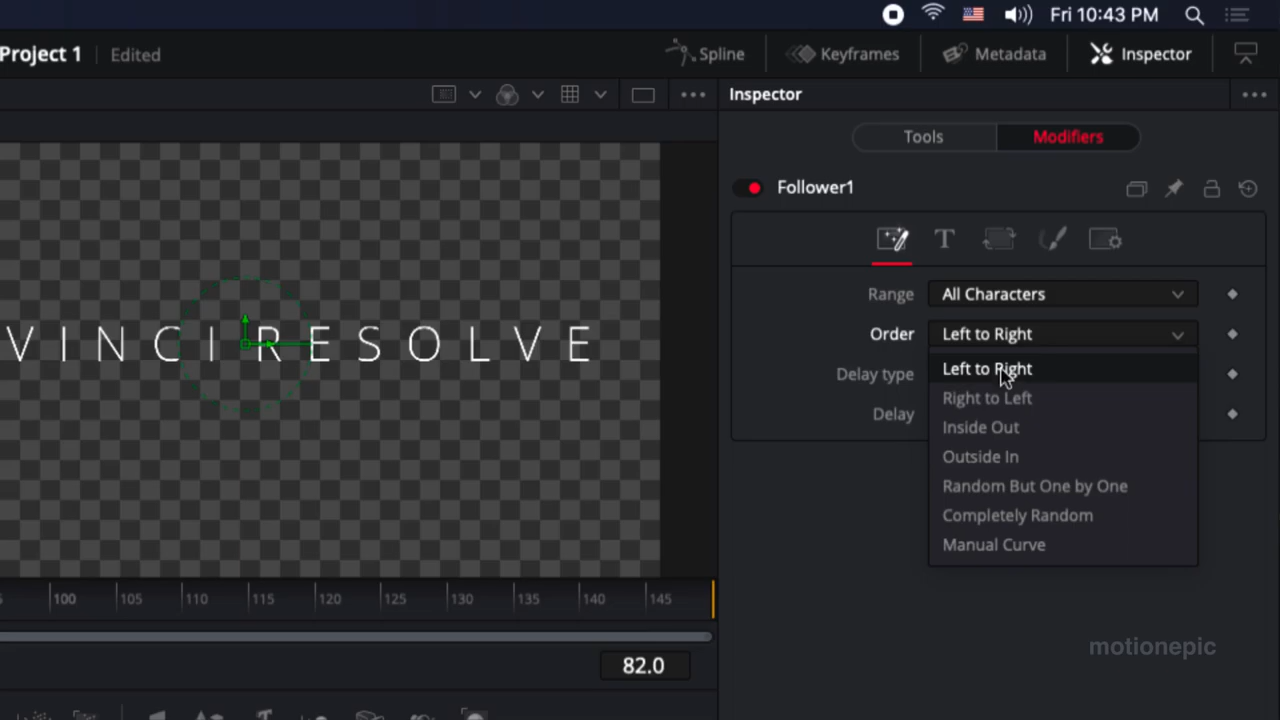 Fri 10:43 PM
Project 1 Edited Spline Keyframes Metadata Inspector
Inspector
Tools Modifiers
Follower1
T
Range All Characters
Order Left to Right
Delay type
Delay
Left to Right
Right to Left
Inside Out
Outside In
Random But One by One
Completely Random
Manual Curve
VINCI RESOLVE
100 105 110 115 120 125 130 135 140 145
82.0
motionepic